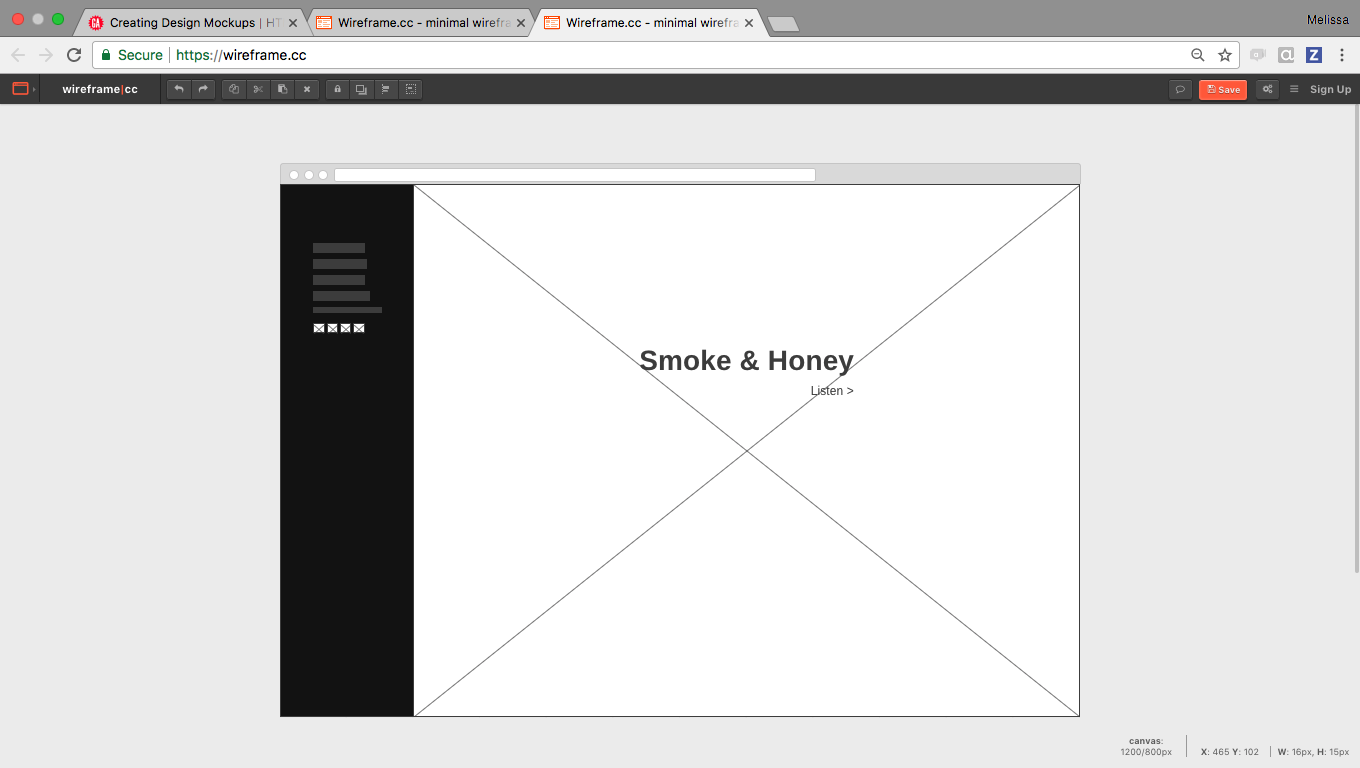 Creating Design Mockups | HT
Wireframe.cc - minimal wirefra
Wireframe.cc - minimal wirefra
Melissa
Secure
https://wireframe.cc
wireframe|cc
Save
Sign Up
Smoke & Honey
Listen >
canvas:
1200/800px
X: 465 Y: 102
W: 16px, H: 15px